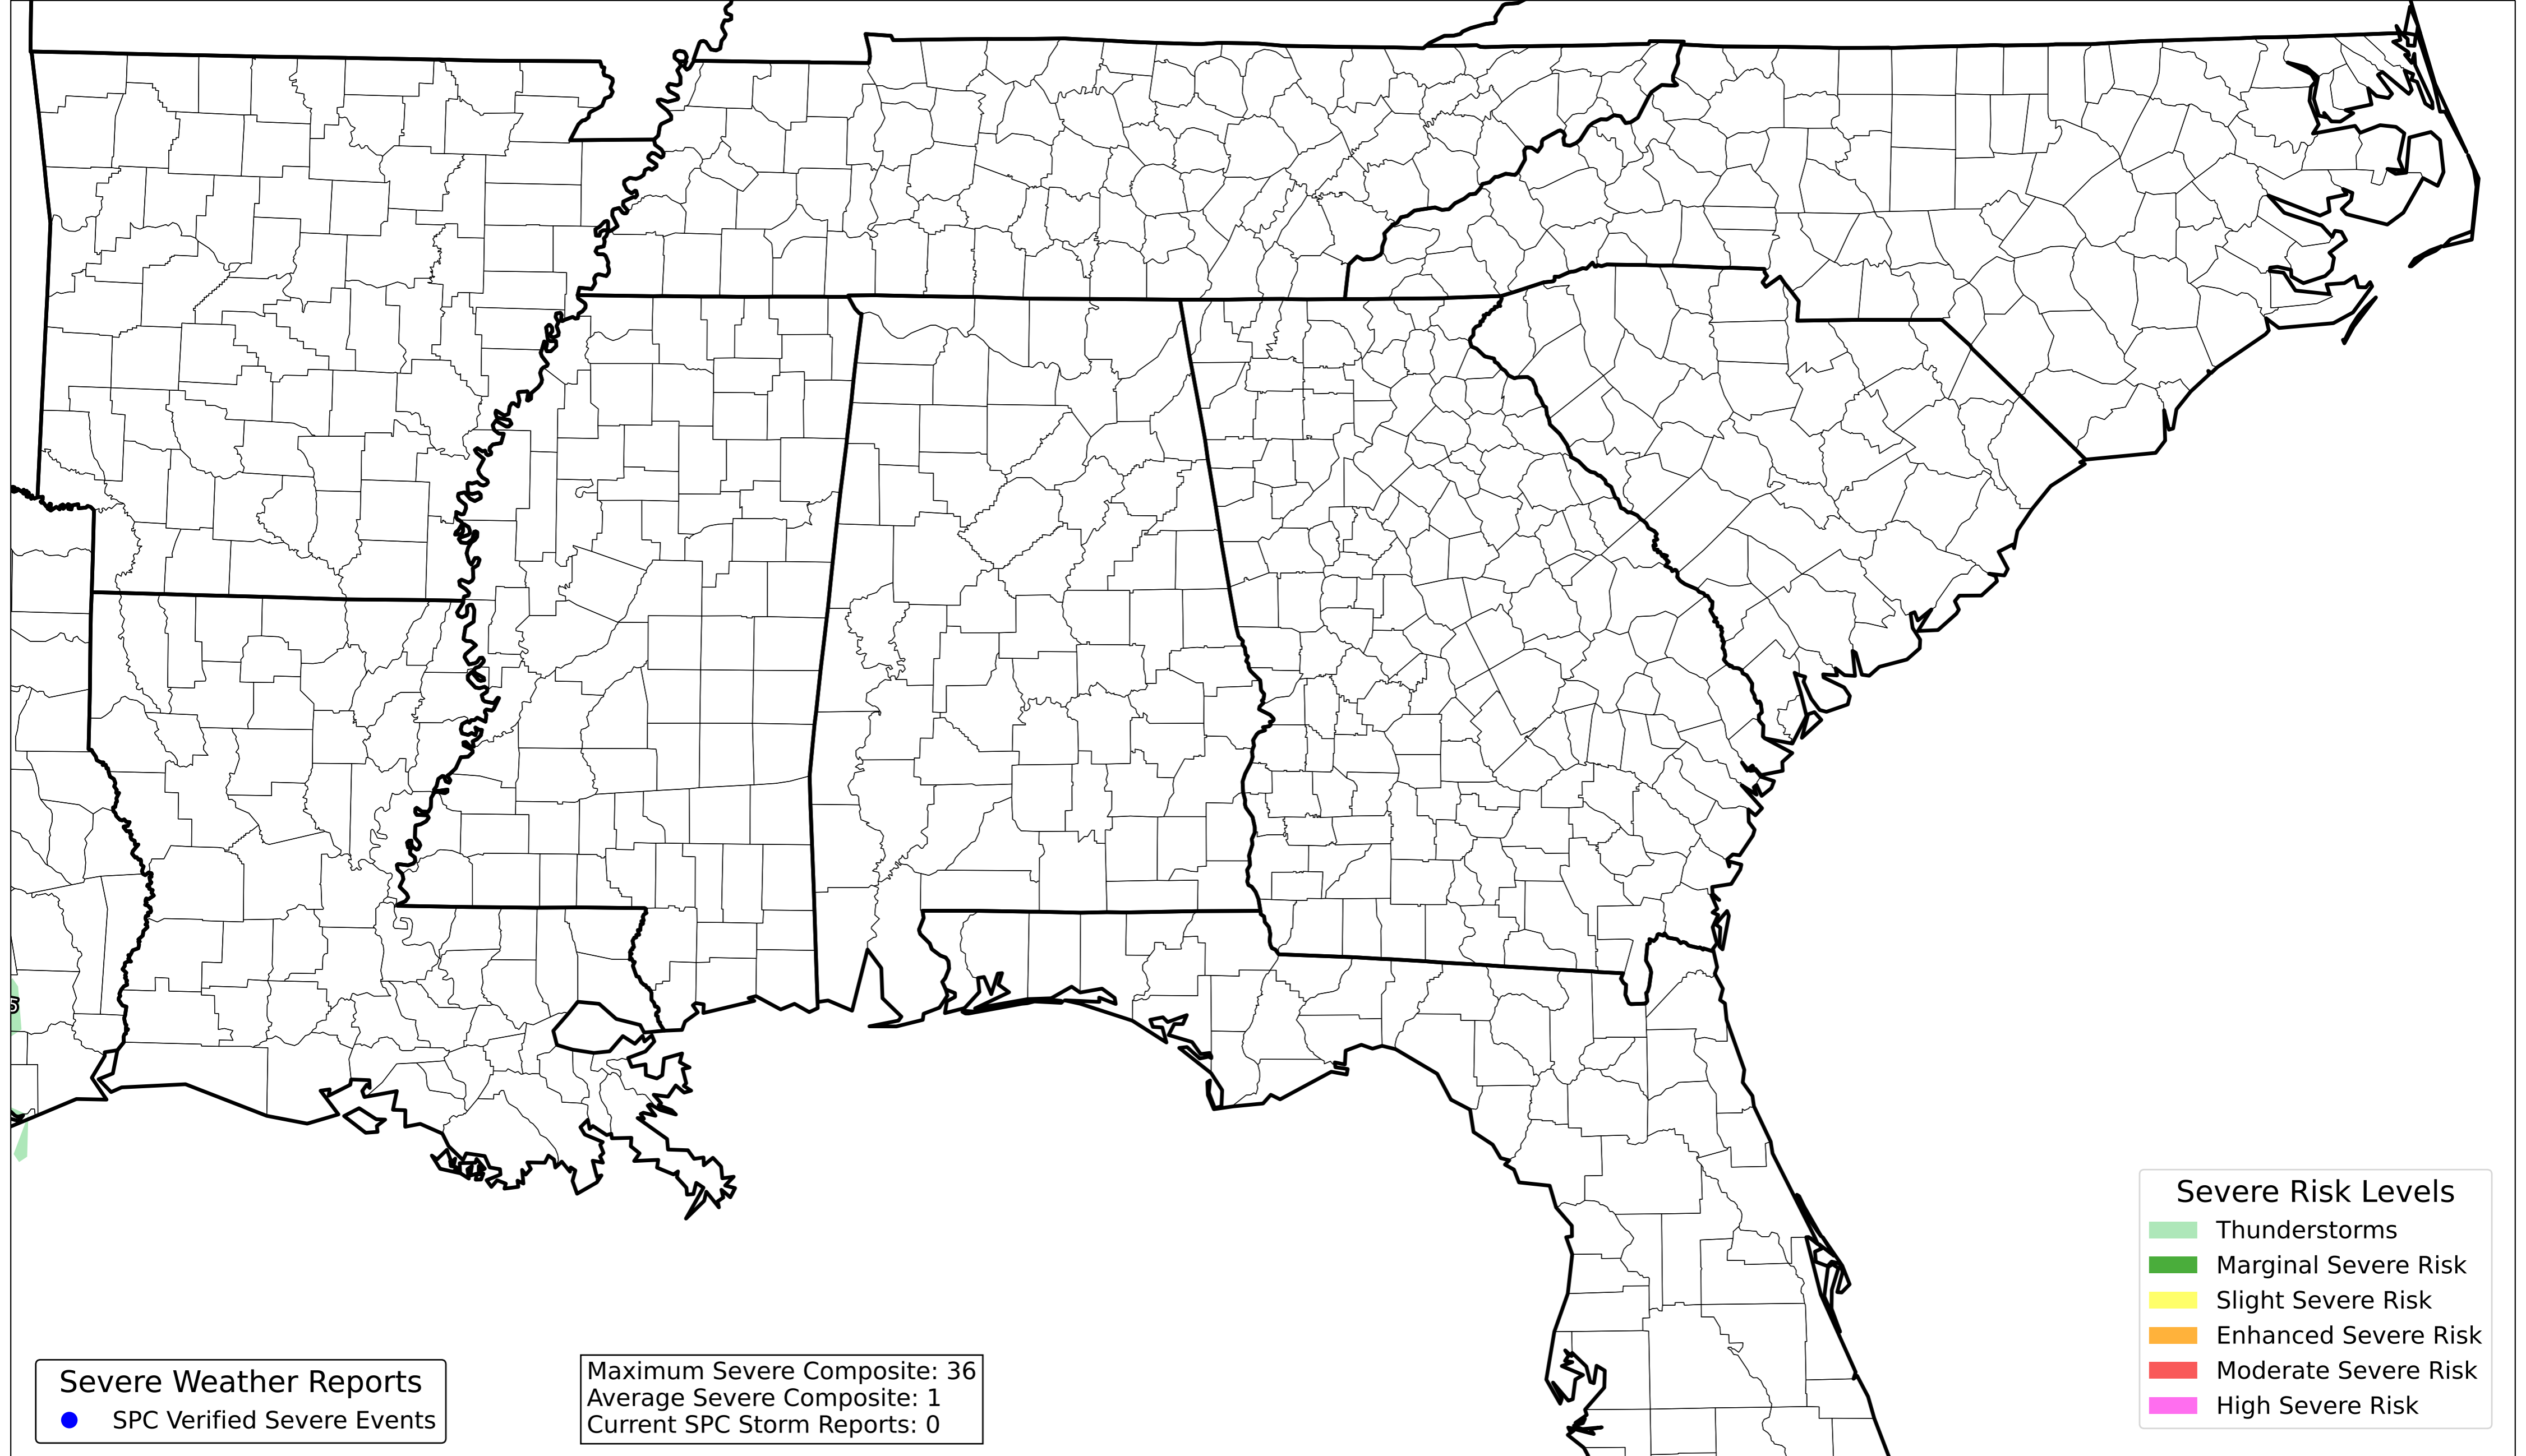 Severe Risk Levels
Thunderstorms
Marginal Severe Risk
Slight Severe Risk
Enhanced Severe Risk
Moderate Severe Risk
High Severe Risk
Severe Weather Reports
SPC Verified Severe Events
Maximum Severe Composite: 36
Average Severe Composite: 1
Current SPC Storm Reports: 0